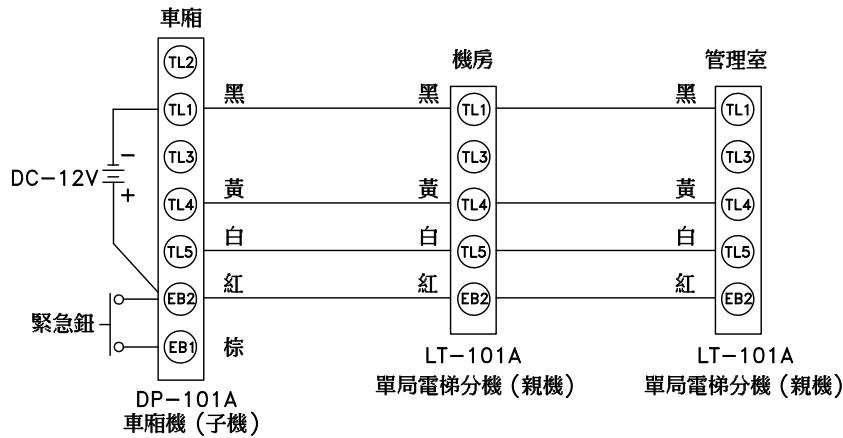 車廂
機房
管理室
TL2
TL1
黑
黑
TL1
黑
TL1
DC-12V
−
+
TL3
TL3
TL3
TL4
黃
黃
TL4
黃
TL4
TL5
白
白
TL5
白
TL5
EB2
紅
紅
EB2
紅
EB2
緊急鈕
EB1
棕
DP-101A
車廂機(子機)
LT-101A
單局電梯分機(親機)
LT-101A
單局電梯分機(親機)